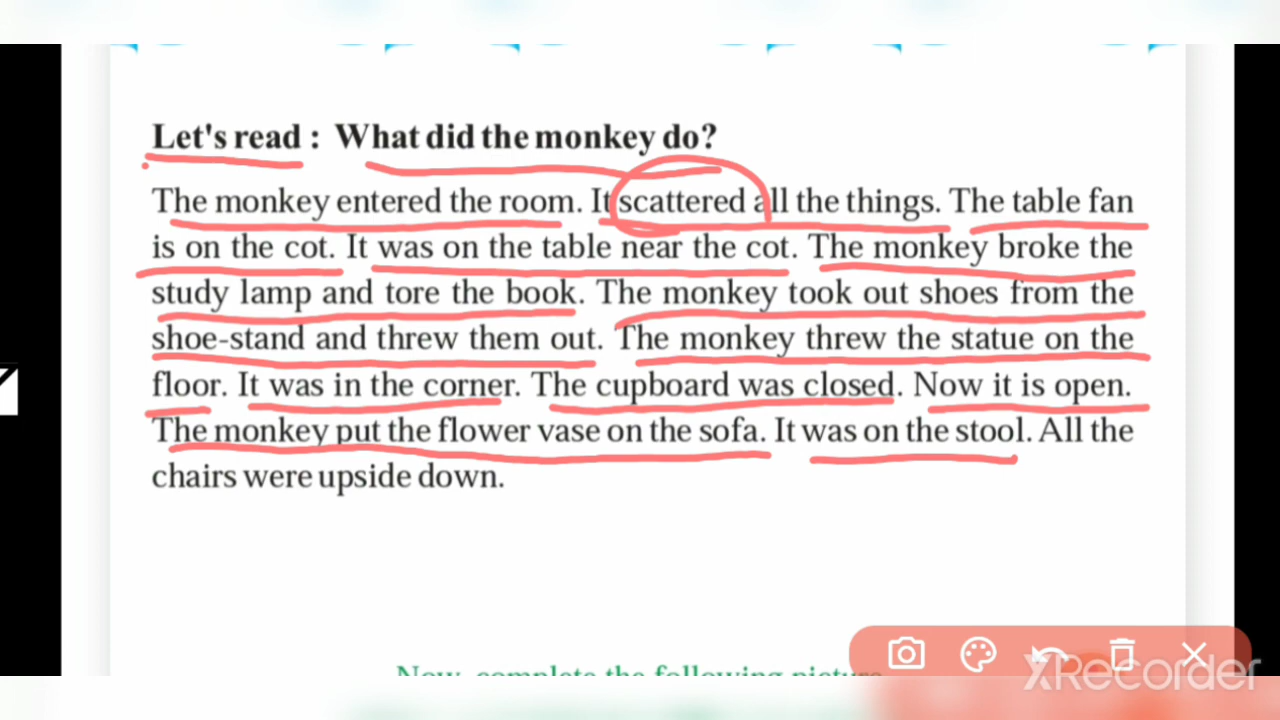 Let's read : What did the monkey do?
The monkey entered the room. It scattered all the things. The table fan
is on the cot. It was on the table near the cot. The monkey broke the
study lamp and tore the book. The monkey took out shoes from the
shoe-stand and threw them out. The monkey threw the statue on the
floor. It was in the corner. The cupboard was closed. Now it is open.
The monkey put the flower vase on the sofa. It was on the stool. All the
chairs were upside down.
Now, complete the following picture
XRecorder